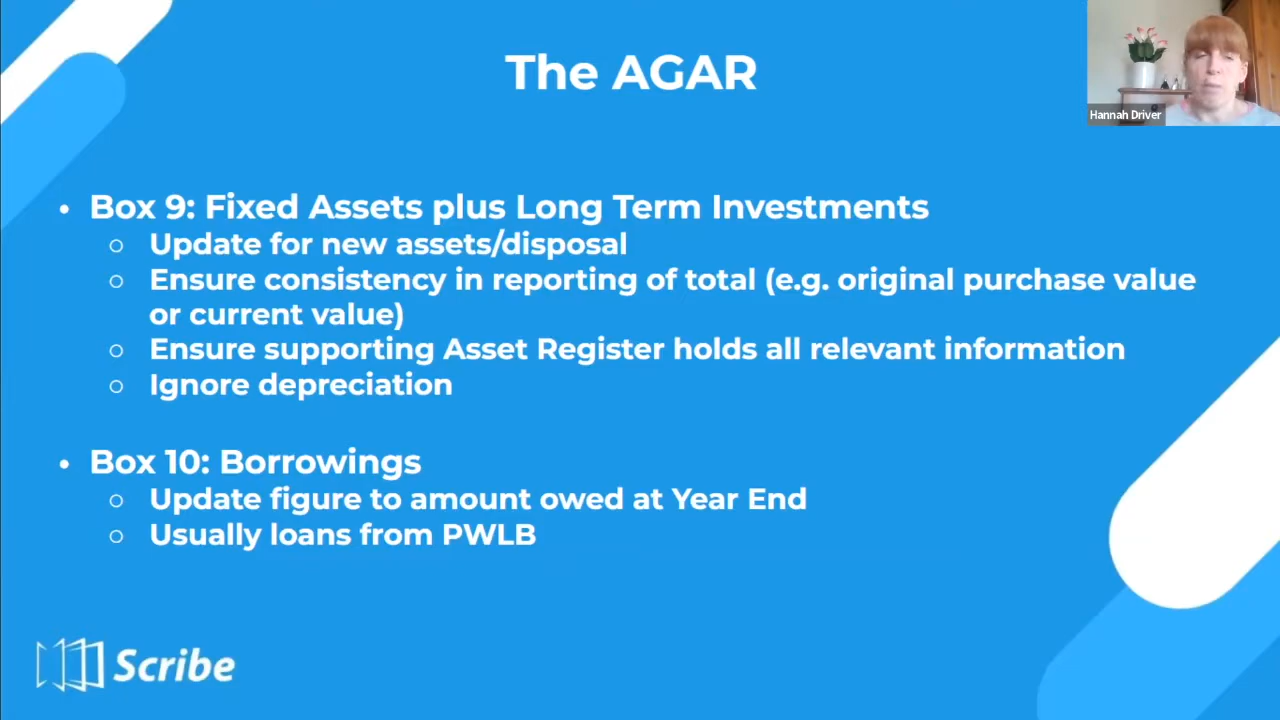 The AGAR
Hannah Driver
• Box 9: Fixed Assets plus Long Term Investments
○ Update for new assets/disposal
○ Ensure consistency in reporting of total (e.g. original purchase value
or current value)
○ Ensure supporting Asset Register holds all relevant information
○ Ignore depreciation
• Box 10: Borrowings
○ Update figure to amount owed at Year End
○ Usually loans from PWLB
Scribe